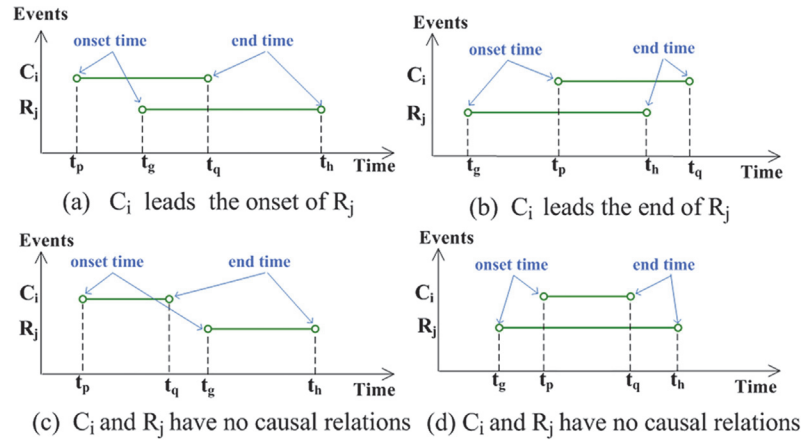 Events
onset time
end time
Ci
Rj
tp
tg
tq
th
Time
(a) Ci leads the onset of Rj
Events
onset time
end time
Ci
Rj
tg
tp
th
tq
Time
(b) Ci leads the end of Rj
Events
onset time
end time
Ci
Rj
tp
tq
tg
th
Time
(c) Ci and Rj have no causal relations
Events
onset time
end time
Ci
Rj
tg
tp
tq
th
Time
(d) Ci and Rj have no causal relations